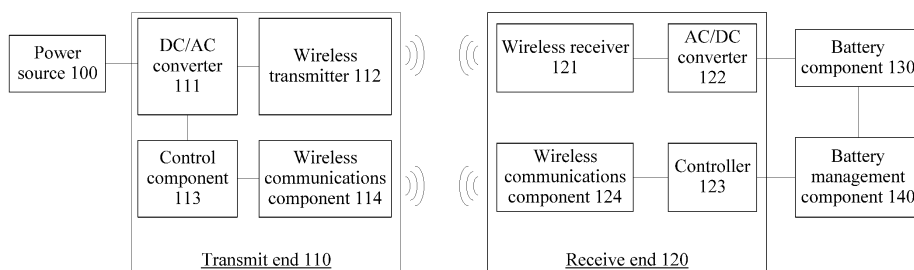 Power
source 100
DC/AC
converter
111
Wireless
transmitter 112
Control
component
113
Wireless
communications
component 114
Transmit end 110
Wireless receiver
121
AC/DC
converter
122
Wireless
communications
component 124
Controller
123
Receive end 120
Battery
component 130
Battery
management
component 140